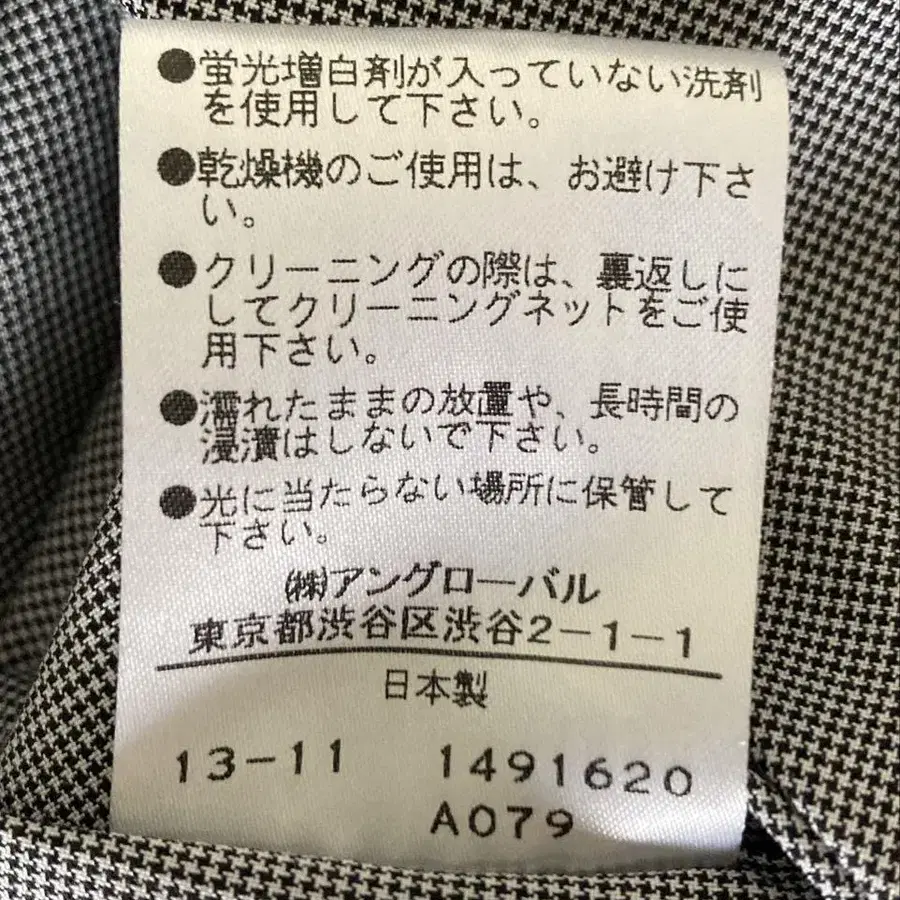 ●蛍光増白剤が入っていない洗剤
を使用して下さい。
●乾燥機のご使用は、お避け下さ
い。
●クリーニングの際は、裏返しに
してクリーニングネットをご使
用下さい。
●濡れたままの放置や、長時間の
浸漬はしないで下さい。
●光に当たらない場所に保管して
下さい。
㈱アングローバル
東京都渋谷区渋谷2-1-1
日本製
13-11 1491620
A079